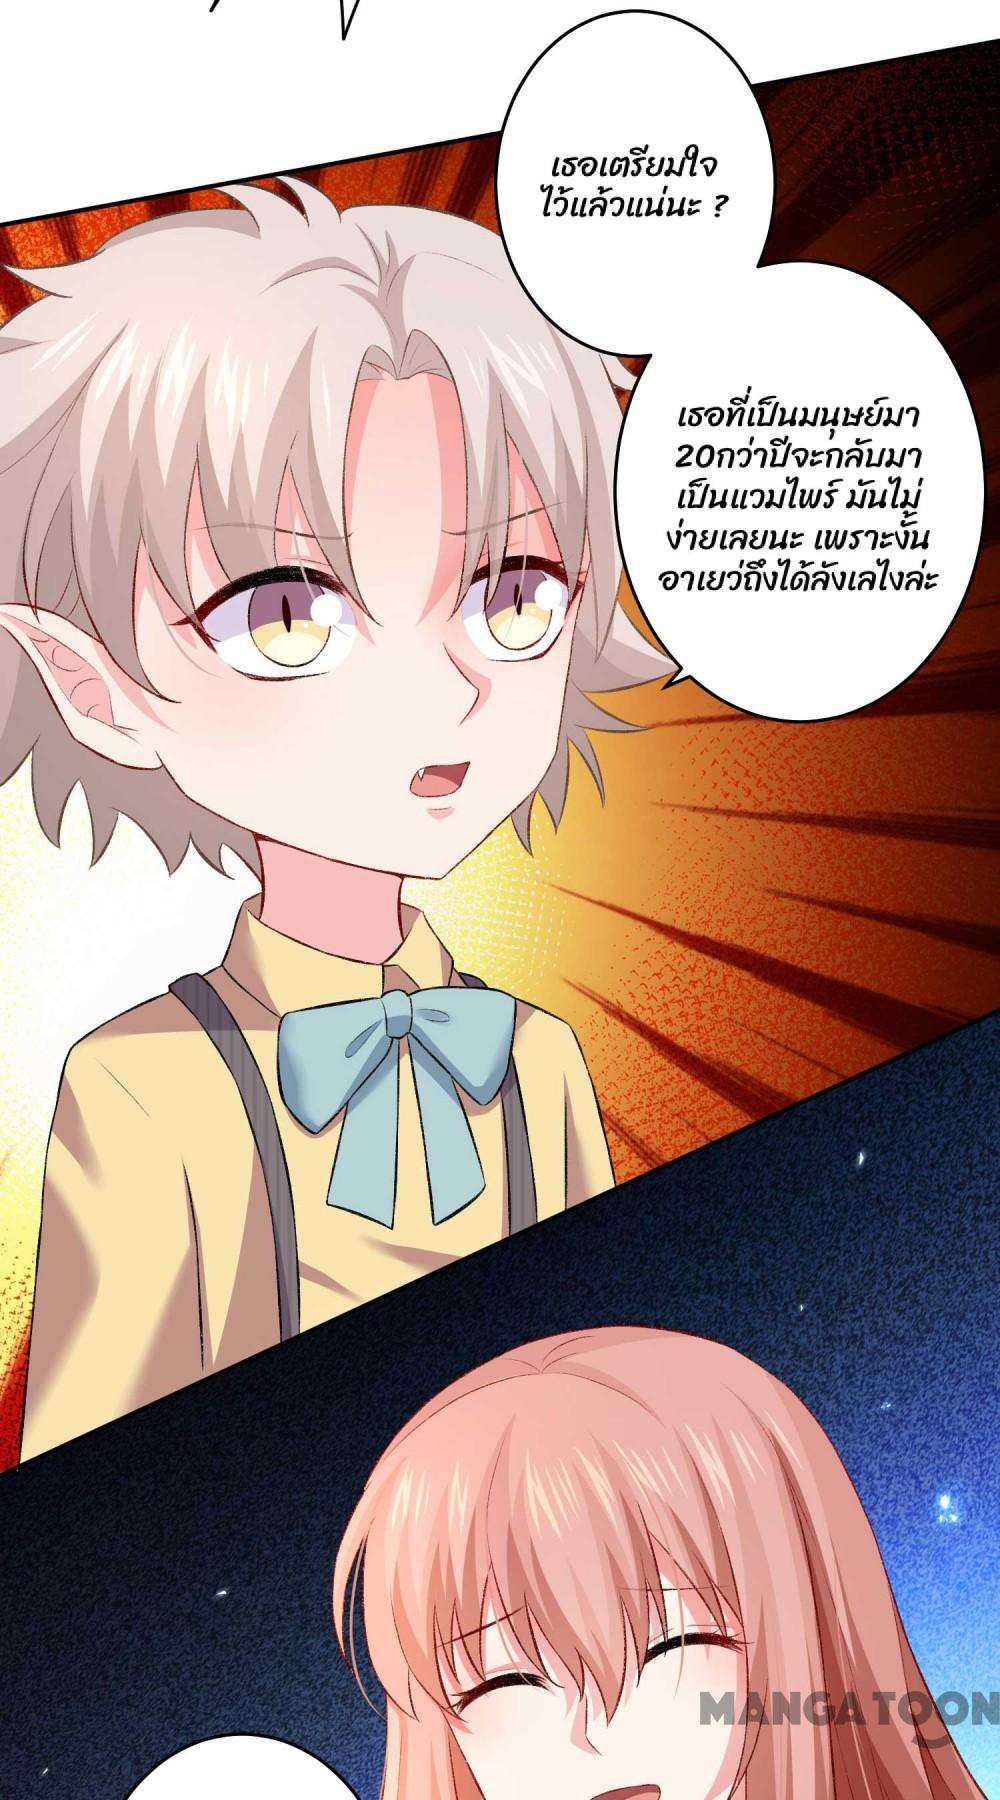 เธอเตรียมใจ
ไว้แล้วแน่นะ ?
เธอที่เป็นมนุษย์มา
20กว่าปีจะกลับมา
เป็นแวมไพร์ มันไม่
ง่ายเลยนะ เพราะงั้น
อาเยว่ถึงได้ลังเลไงล่ะ
MANGATOON